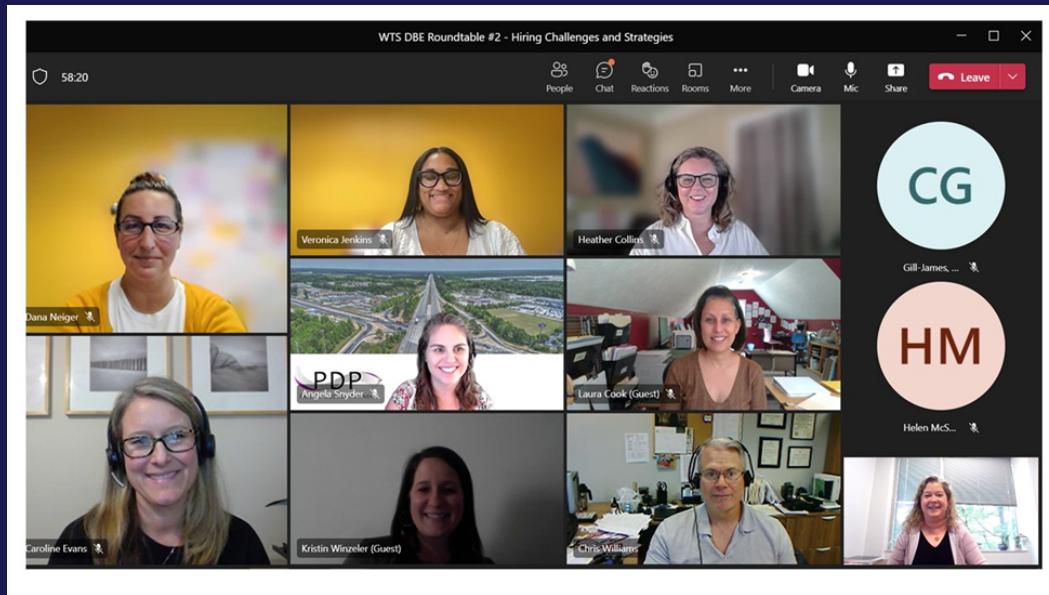 WTS DBE Roundtable #2 - Hiring Challenges and Strategies
58:20
People
Chat
Reactions
Rooms
More
Camera
Mic
Share
Leave
Dana Neiger
Veronica Jenkins
Heather Collins
CG
Gill-James, ...
PDP
Angela Snyder
Laura Cook (Guest)
HM
Helen McS...
Caroline Evans
Kristin Winzeler (Guest)
Chris Williams